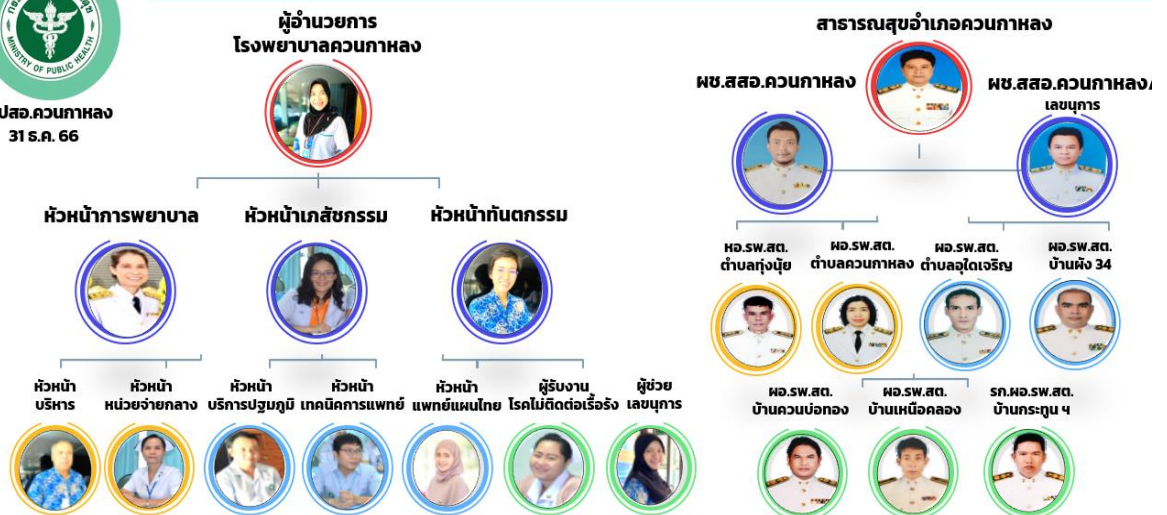 MINISTRY OF PUBLIC HEALTH
ปสอ.ควนกาหลง
31 ธ.ค. 66
ผู้อำนวยการ
โรงพยาบาลควนกาหลง
หัวหน้าการพยาบาล
หัวหน้าเภสัชกรรม
หัวหน้าทันตกรรม
หัวหน้า
บริหาร
หัวหน้า
หน่วยจ่ายกลาง
หัวหน้า
บริการปฐมภูมิ
หัวหน้า
เทคนิคการแพทย์
หัวหน้า
แพทย์แผนไทย
ผู้รับงาน
โรคไม่ติดต่อเรื้อรัง
ผู้ช่วย
เลขนุการ
สาธารณสุขอำเภอควนกาหลง
ผช.สสอ.ควนกาหลง
ผช.สสอ.ควนกาหลง/
เลขนุการ
หอ.รพ.สต.
ตำบลทุ่งนุ้ย
ผอ.รพ.สต.
ตำบลควนกาหลง
ผอ.รพ.สต.
ตำบลอุใดเจริญ
ผอ.รพ.สต.
บ้านผัง 34
ผอ.รพ.สต.
บ้านควนบ่อทอง
ผอ.รพ.สต.
บ้านเหนือคลอง
รก.ผอ.รพ.สต.
บ้านกระทูน ฯ